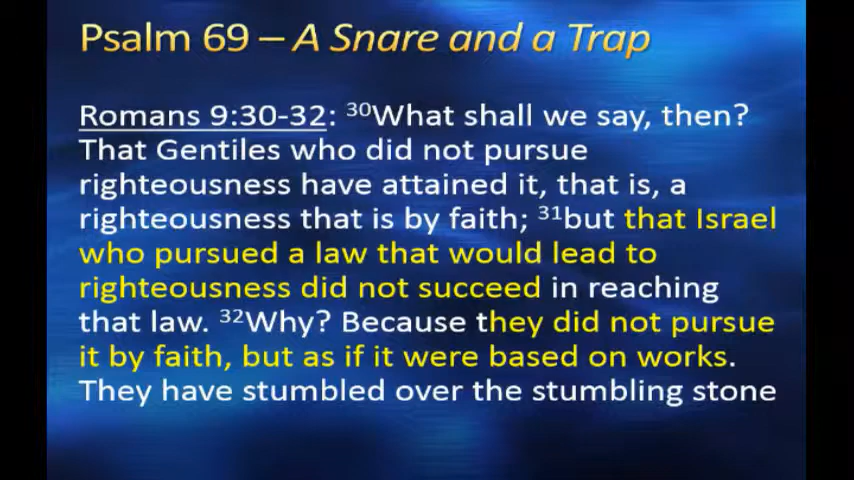 Psalm 69 – A Snare and a Trap
Romans 9:30-32: ³⁰What shall we say, then?
That Gentiles who did not pursue
righteousness have attained it, that is, a
righteousness that is by faith; ³¹but that Israel
who pursued a law that would lead to
righteousness did not succeed in reaching
that law. ³²Why? Because they did not pursue
it by faith, but as if it were based on works.
They have stumbled over the stumbling stone